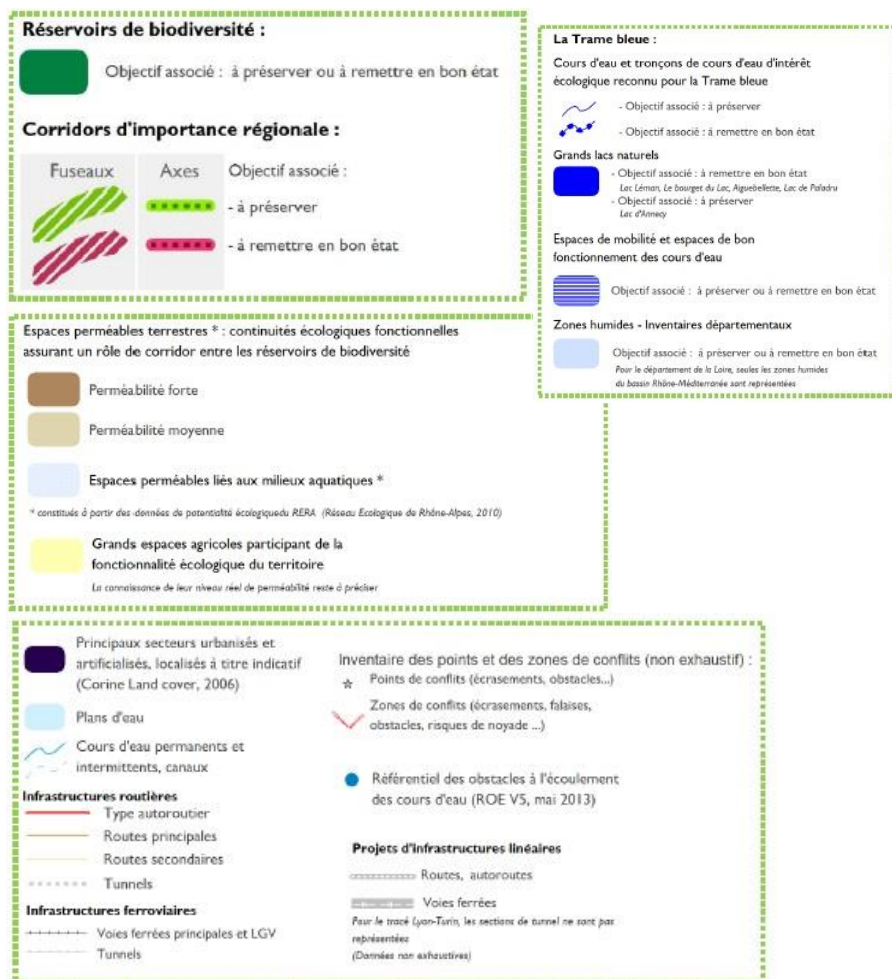 Réservoirs de biodiversité :
Objectif associé : à préserver ou à remettre en bon état
Corridors d'importance régionale :
Fuseaux
Axes
Objectif associé :
- à préserver
- à remettre en bon état
La Trame bleue :
Cours d'eau et tronçons de cours d'eau d'intérêt
écologique reconnu pour la Trame bleue
- Objectif associé : à préserver
- Objectif associé : à remettre en bon état
Grands lacs naturels
- Objectif associé : à remettre en bon état
Lac Léman, Le bourget du Lac, Aiguebellette, Lac de Paladru
- Objectif associé : à préserver
Lac d'Annecy
Espaces de mobilité et espaces de bon
fonctionnement des cours d'eau
Objectif associé : à préserver ou à remettre en bon état
Zones humides - Inventaires départementaux
Objectif associé : à préserver ou à remettre en bon état
Pour le département de la Loire, seules les zones humides
du bassin Rhône-Méditerranée sont représentées
Espaces perméables terrestres * : continuités écologiques fonctionnelles
assurant un rôle de corridor entre les réservoirs de biodiversité
Perméabilité forte
Perméabilité moyenne
Espaces perméables liés aux milieux aquatiques *
* constitués à partir des données de potentialité écologiquedu RERA (Réseau Ecologique de Rhône-Alpes, 2010)
Grands espaces agricoles participant de la
fonctionnalité écologique du territoire
La connaissance de leur niveau réel de perméabilité reste à préciser
Principaux secteurs urbanisés et
artificialisés, localisés à titre indicatif
(Corine Land cover, 2006)
Plans d'eau
Cours d'eau permanents et
intermittents, canaux
Infrastructures routières
Type autoroutier
Routes principales
Routes secondaires
Tunnels
Infrastructures ferroviaires
Voies ferrées principales et LGV
Tunnels
Inventaire des points et des zones de conflits (non exhaustif) :
Points de conflits (écrasements, obstacles...)
Zones de conflits (écrasements, falaises,
obstacles, risques de noyade ...)
Référentiel des obstacles à l'écoulement
des cours d'eau (ROE V5, mai 2013)
Projets d'infrastructures linéaires
Routes, autoroutes
Voies ferrées
Pour le tracé Lyon-Turin, les sections de tunnel ne sont pas
représentées
(Données non exhaustives)